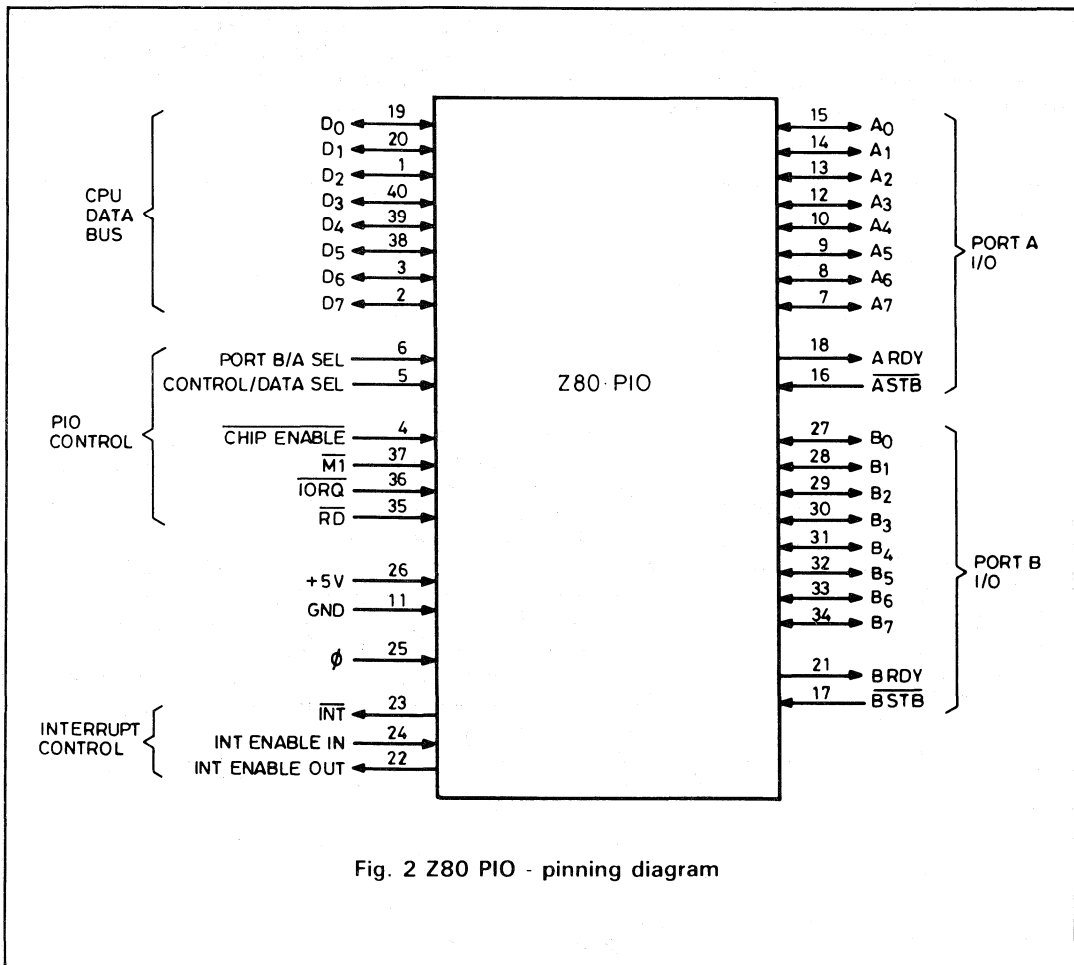 CPU
DATA
BUS
D0 19
D1 20
D2 1
D3 40
D4 39
D5 38
D6 3
D7 2
PIO
CONTROL
PORT B/A SEL 6
CONTROL/DATA SEL 5
CHIP ENABLE 4
M1 37
IORQ 36
RD 35
+5V 26
GND 11
ϕ 25
INTERRUPT
CONTROL
INT 23
INT ENABLE IN 24
INT ENABLE OUT 22
Z80·PIO
15 A0
14 A1
13 A2
12 A3
10 A4
9 A5
8 A6
7 A7
18 A RDY
16 ASTB
PORT A
I/O
27 B0
28 B1
29 B2
30 B3
31 B4
32 B5
33 B6
34 B7
21 B RDY
17 BSTB
PORT B
I/O
Fig. 2 Z80 PIO - pinning diagram